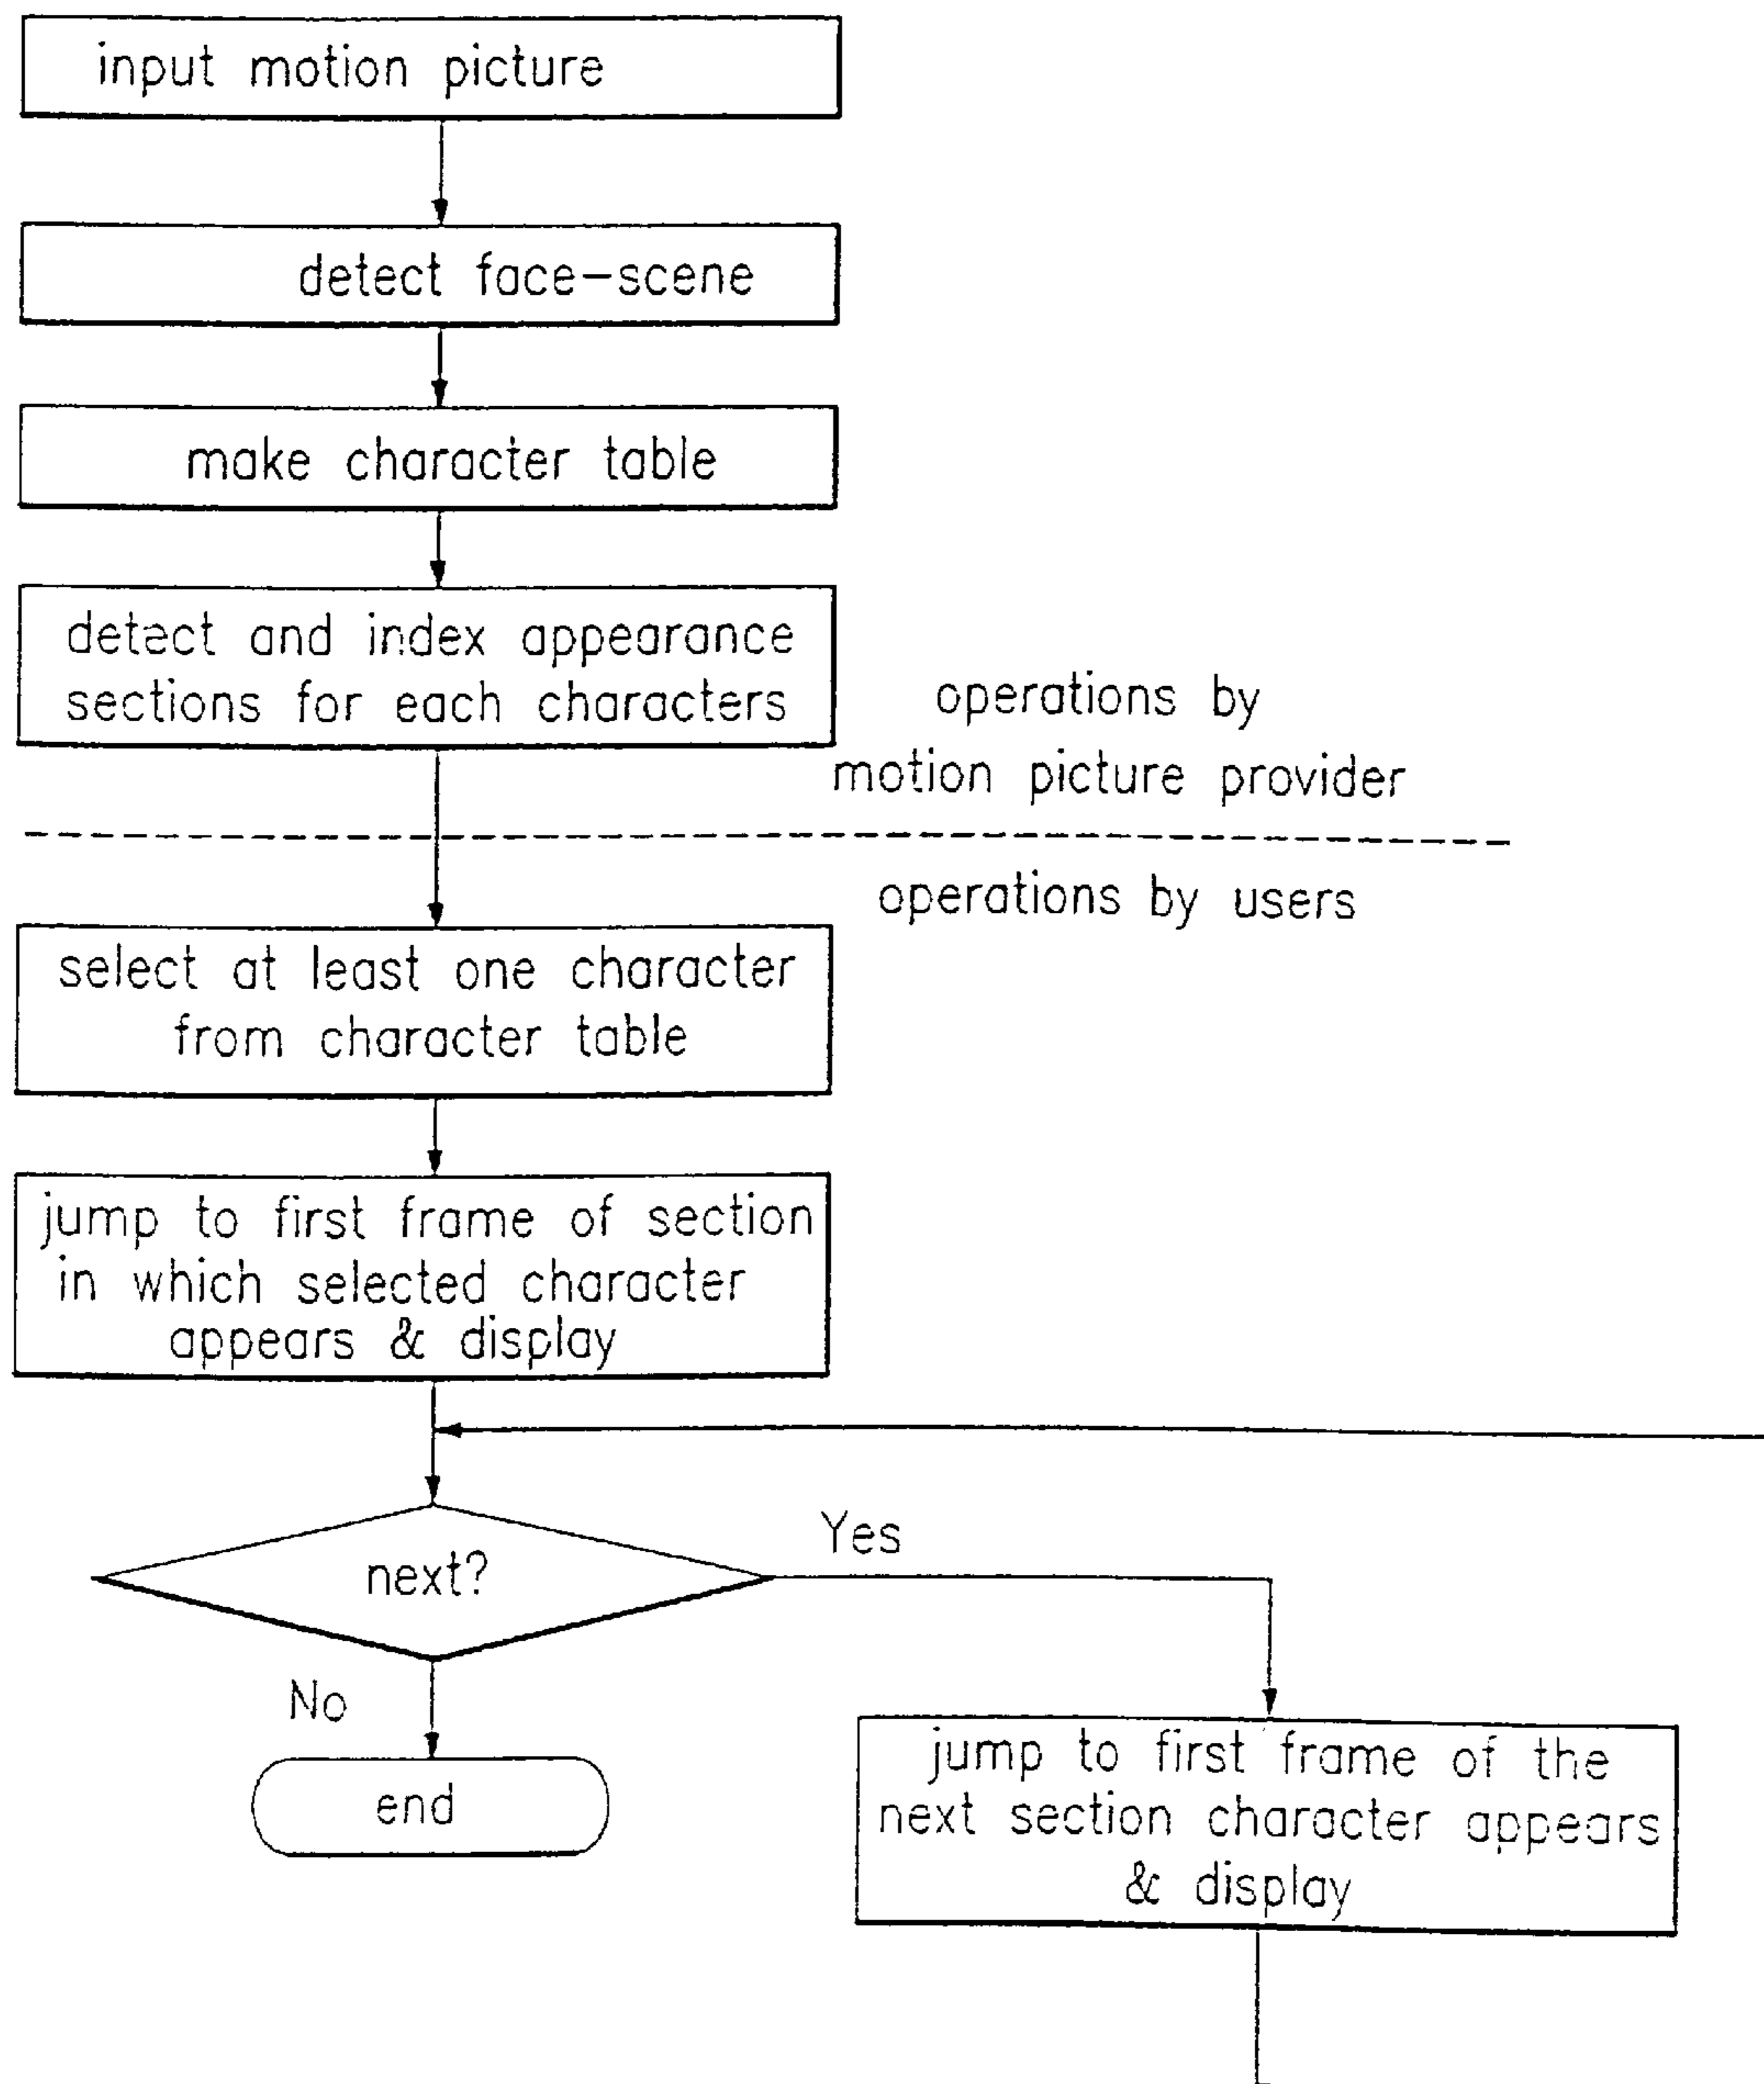 input motion picture
detect face-scene
make character table
detect and index appearance
sections for each characters
operations by
motion picture provider
operations by users
select at least one character
from character table
jump to first frame of section
in which selected character
appears & display
next?
Yes
No
end
jump to first frame of the
next section character appears
& display